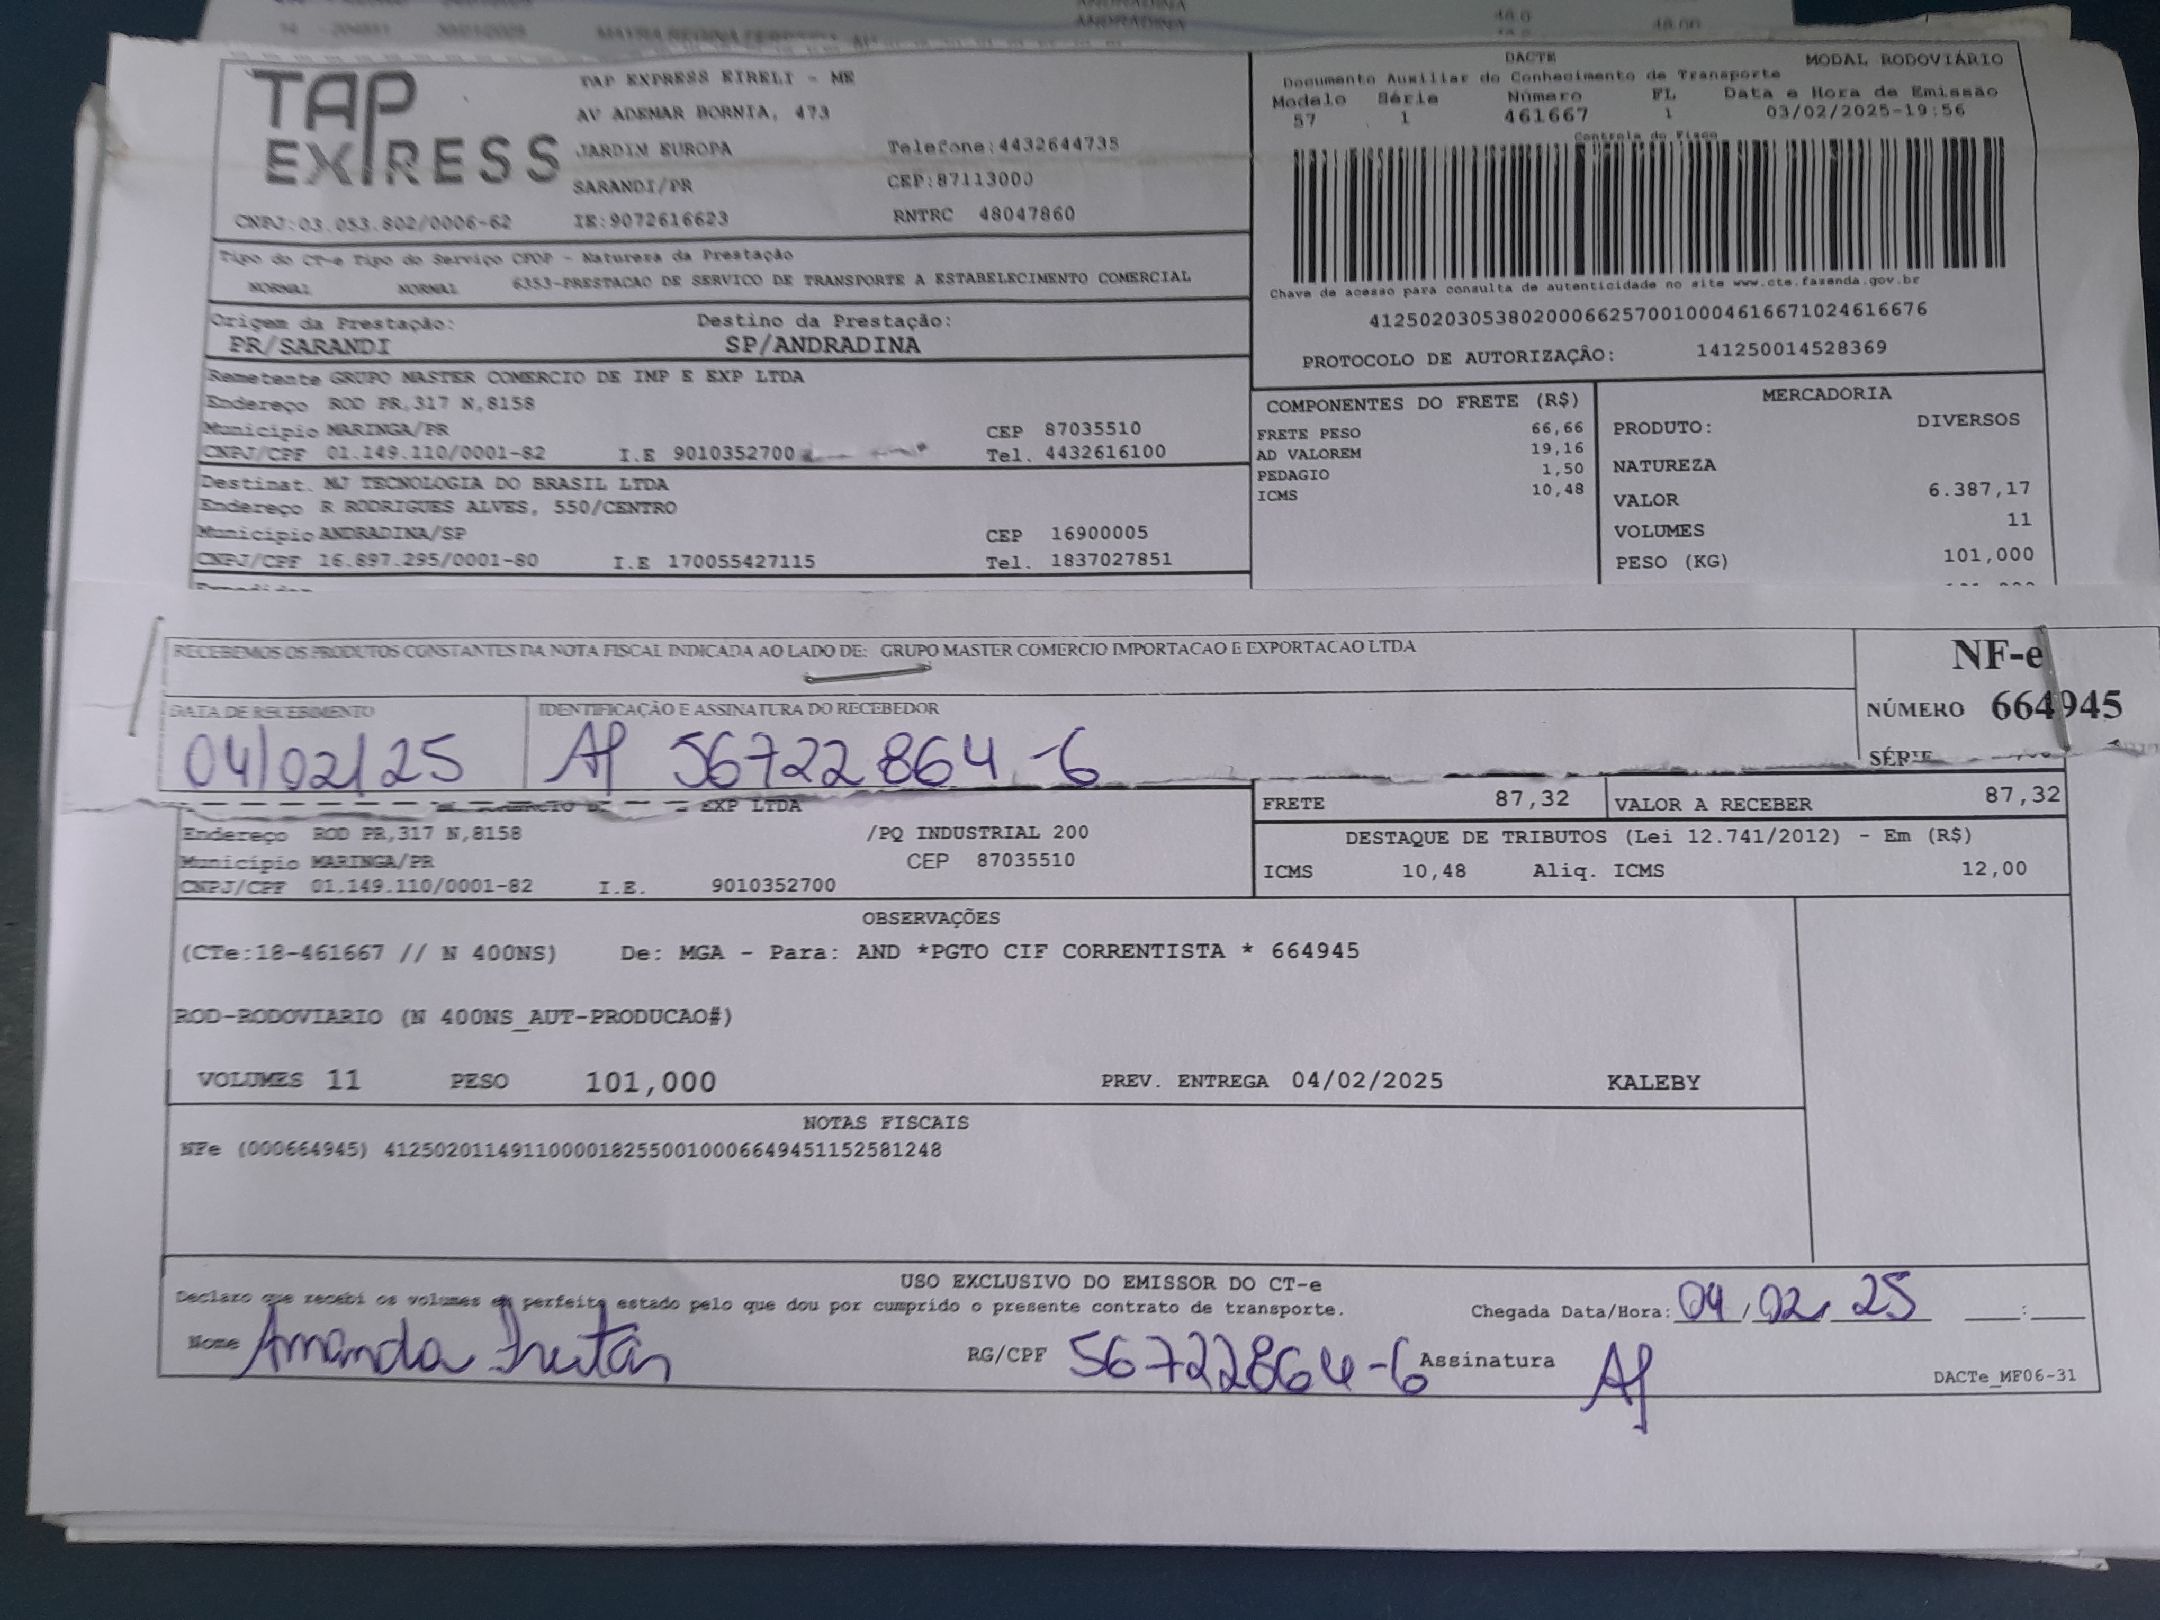 ANDRADINA
ANDRADINA
48.00
TAP EXPRESS
TAP EXPRESS EIRELI - ME
AV ADEMAR BORNIA, 473
JARDIM EUROPA Telefone:4432644735
SARANDI/PR CEP:87113000
CNPJ:03.053.802/0006-62 IE:9072616623 RNTRC 48047860
DACTE MODAL RODOVIÁRIO
Documento Auxiliar do Conhecimento de Transporte
Modelo Série Número FL Data e Hora de Emissão
57 1 461667 1 03/02/2025-19:56
Controle do Fisco
Chave de acesso para consulta de autenticidade no site www.cte.fazenda.gov.br
41250203053802000662570010004616671024616676
PROTOCOLO DE AUTORIZAÇÃO: 141250014528369
Tipo do CT-e Tipo do Serviço CFOP - Natureza da Prestação
NORMAL NORMAL 6353-PRESTACAO DE SERVICO DE TRANSPORTE A ESTABELECIMENTO COMERCIAL
Origem da Prestação: Destino da Prestação:
PR/SARANDI SP/ANDRADINA
Remetente GRUPO MASTER COMERCIO DE IMP E EXP LTDA
Endereço ROD PR,317 N,8158
Município MARINGA/PR CEP 87035510
CNPJ/CPF 01.149.110/0001-82 I.E 9010352700 Tel. 4432616100
Destinat. MJ TECNOLOGIA DO BRASIL LTDA
Endereço R RODRIGUES ALVES, 550/CENTRO
Município ANDRADINA/SP CEP 16900005
CNPJ/CPF 16.897.295/0001-80 I.E 170055427115 Tel. 1837027851
COMPONENTES DO FRETE (R$)
FRETE PESO 66,66
AD VALOREM 19,16
PEDAGIO 1,50
ICMS 10,48
MERCADORIA
PRODUTO: DIVERSOS
NATUREZA
VALOR 6.387,17
VOLUMES 11
PESO (KG) 101,000
RECEBEMOS OS PRODUTOS CONSTANTES DA NOTA FISCAL INDICADA AO LADO DE: GRUPO MASTER COMERCIO IMPORTACAO E EXPORTACAO LTDA
NF-e
NÚMERO 664945
SÉRIE
DATA DE RECEBIMENTO IDENTIFICAÇÃO E ASSINATURA DO RECEBEDOR
04/02/25 Af 56722864-6
EXP LTDA
Endereço ROD PR,317 N,8158 /PQ INDUSTRIAL 200
Município MARINGA/PR CEP 87035510
CNPJ/CPF 01.149.110/0001-82 I.E. 9010352700
FRETE 87,32 VALOR A RECEBER 87,32
DESTAQUE DE TRIBUTOS (Lei 12.741/2012) - Em (R$)
ICMS 10,48 Aliq. ICMS 12,00
OBSERVAÇÕES
(CTe:18-461667 // N 400NS) De: MGA - Para: AND *PGTO CIF CORRENTISTA * 664945
ROD-RODOVIARIO (N 400NS_AUT-PRODUCAO#)
VOLUMES 11 PESO 101,000 PREV. ENTREGA 04/02/2025 KALEBY
NOTAS FISCAIS
NFe (000664945) 41250201149110000182550010006649451152581248
USO EXCLUSIVO DO EMISSOR DO CT-e
Declaro que recebi os volumes em perfeito estado pelo que dou por cumprido o presente contrato de transporte. Chegada Data/Hora: 04/02/25 :
Nome Amanda Freitas RG/CPF 56722864-6 Assinatura Af
DACTe_MF06-31